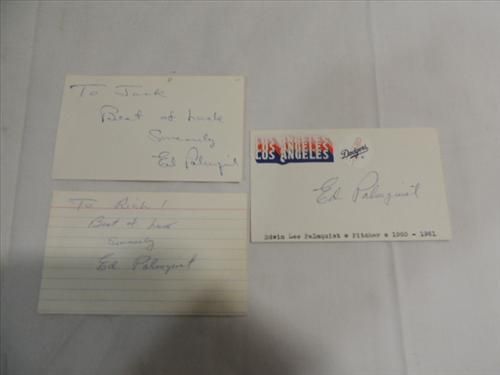 To Jack
Best of Luck
Sincerely
Ed Palmquist
To Rich!
Best of Luck
Sincerely
Ed Palmquist
LOS ANGELES
LOS ANGELES
Dodgers
Ed Palmquist
Edwin Lee Palmquist * Pitcher * 1960 - 1961